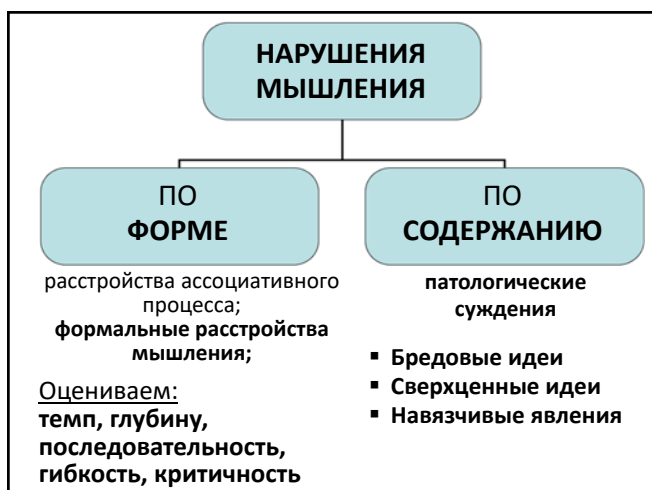 НАРУШЕНИЯ
МЫШЛЕНИЯ
ПО
ФОРМЕ
расстройства ассоциативного
процесса;
формальные расстройства
мышления;
Оцениваем:
темп, глубину,
последовательность,
гибкость, критичность
ПО
СОДЕРЖАНИЮ
патологические
суждения
▪ Бредовые идеи
▪ Сверхценные идеи
▪ Навязчивые явления